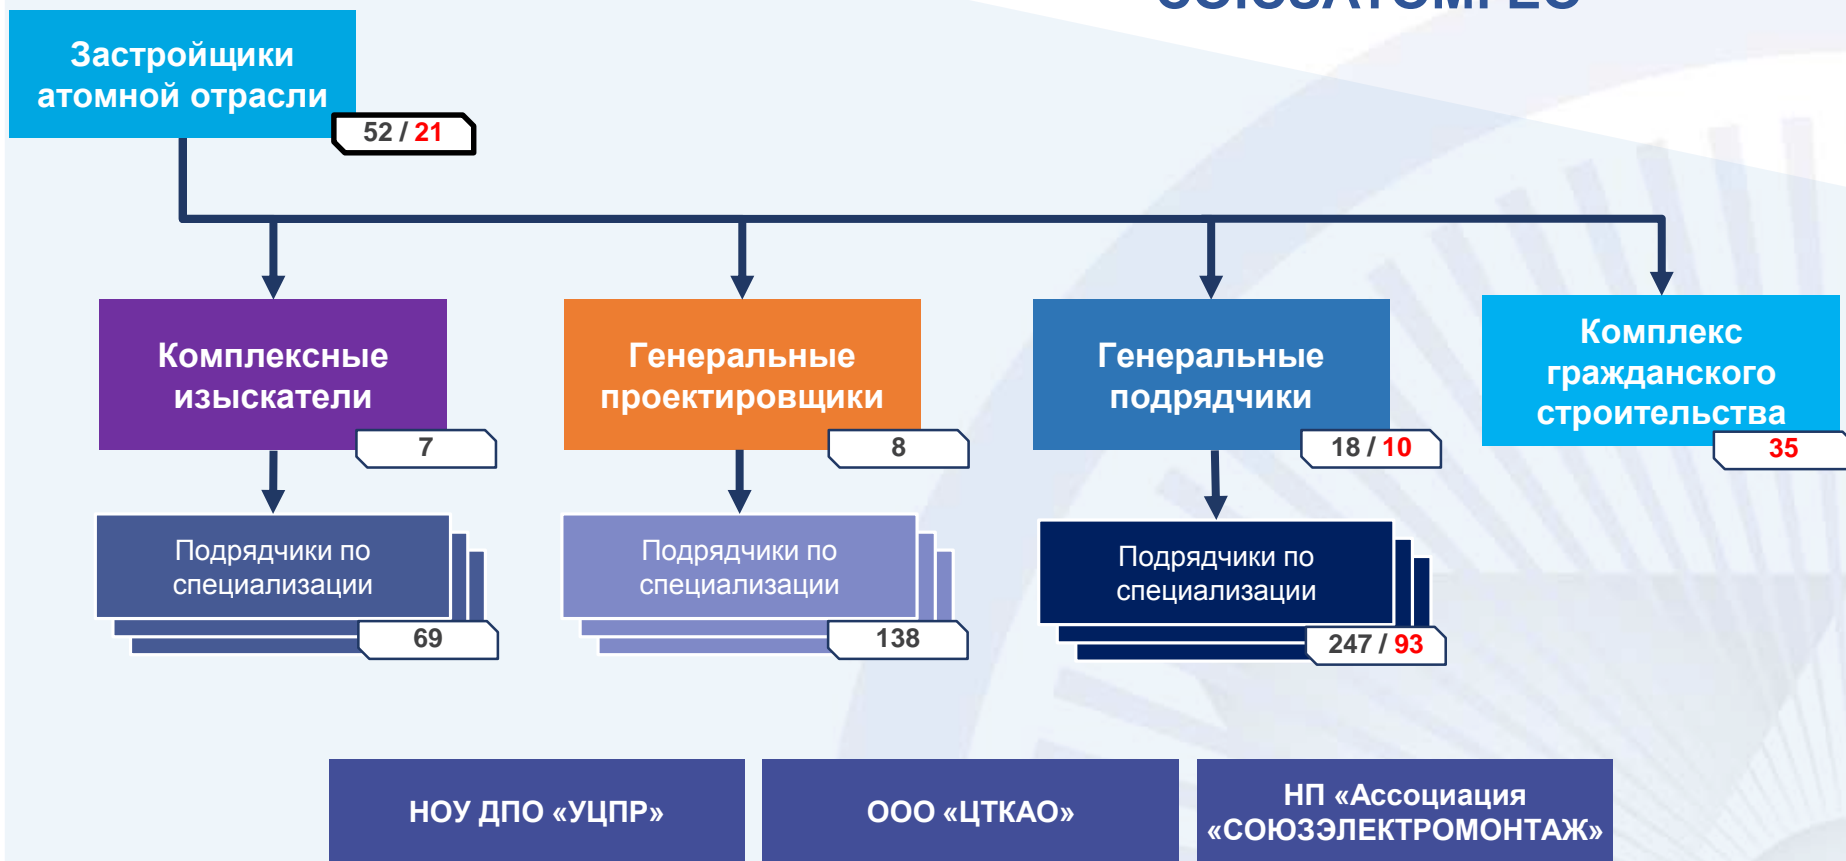 Застройщики
атомной отрасли
52 / 21
Комплексные
изыскатели
7
Генеральные
проектировщики
8
Генеральные
подрядчики
18 / 10
Комплекс
гражданского
строительства
35
Подрядчики по
специализации
69
Подрядчики по
специализации
138
Подрядчики по
специализации
247 / 93
НОУ ДПО «УЦПР»
ООО «ЦТКАО»
НП «Ассоциация
«СОЮЗЭЛЕКТРОМОНТАЖ»